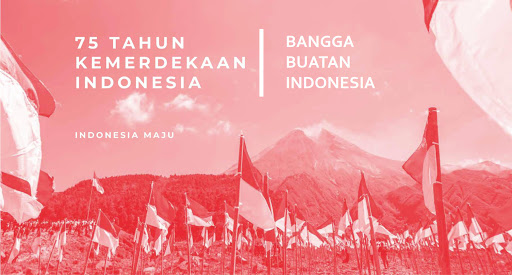 75 TAHUN
KEMERDEKAAN
INDONESIA
BANGGA
BUATAN
INDONESIA
INDONESIA MAJU